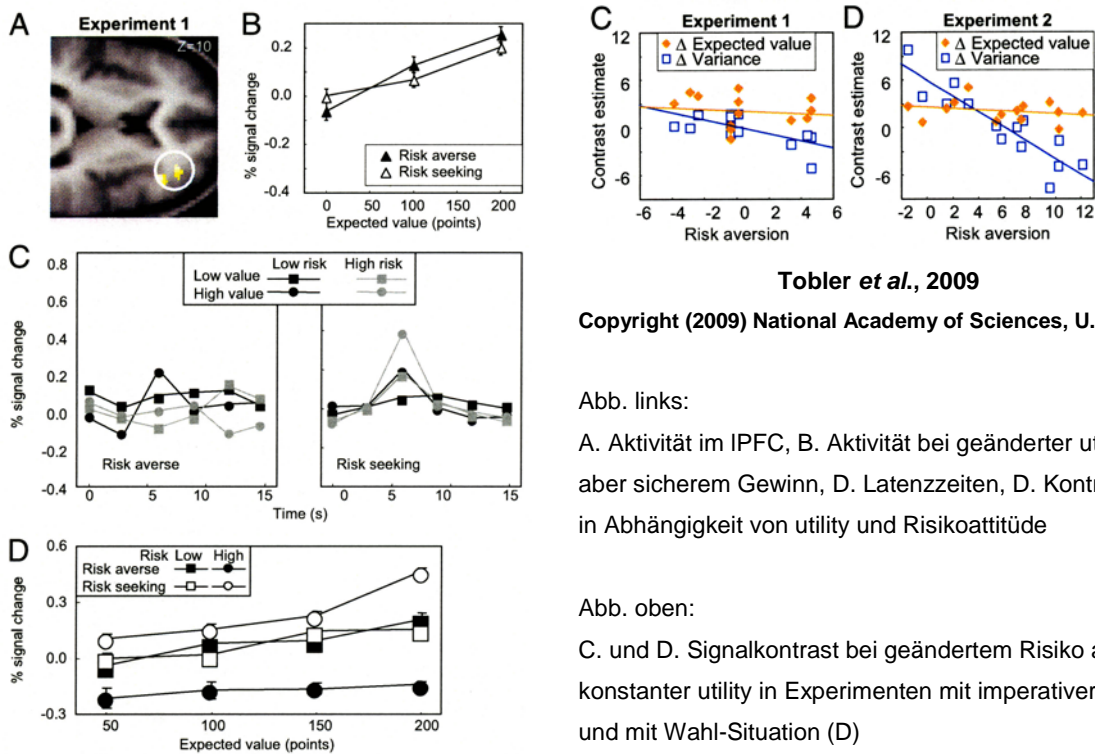 A
Experiment 1
Z=10
B
% signal change
0.2
0.0
-0.2
-0.4
Risk averse
Risk seeking
0 100 200
Expected value (points)
C
% signal change
0.8
0.6
0.4
0.2
0.0
-0.2
-0.4
Low risk High risk
Low value
High value
Risk averse
Risk seeking
0 5 10 15
0 5 10 15
Time (s)
D
% signal change
0.6
0.3
0.0
-0.3
Risk Low High
Risk averse
Risk seeking
50 100 150 200
Expected value (points)
C
Experiment 1
Contrast estimate
12
6
0
-6
Δ Expected value
Δ Variance
-6 -4 -2 0 2 4 6
Risk aversion
D
Experiment 2
Contrast estimate
12
6
0
-6
Δ Expected value
Δ Variance
-2 0 2 4 6 8 10 12
Risk aversion
Tobler et al., 2009
Copyright (2009) National Academy of Sciences, U.
Abb. links:
A. Aktivität im lPFC, B. Aktivität bei geänderter
aber sicherem Gewinn, D. Latenzzeiten, D.
in Abhängigkeit von utility und Risikoattitüde
Abb. oben:
C. und D. Signalkontrast bei geändertem Risiko
konstanter utility in Experimenten mit
und mit Wahl-Situation (D)